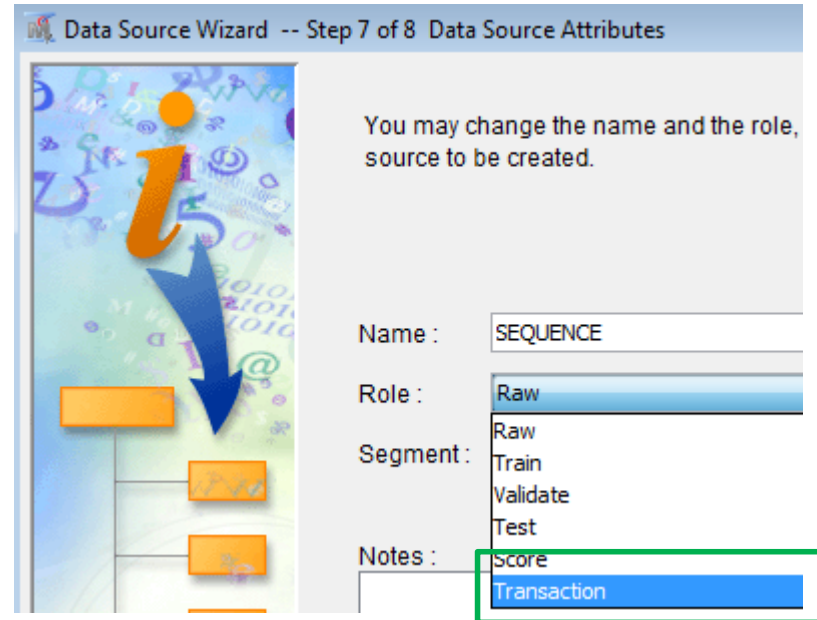 Data Source Wizard -- Step 7 of 8 Data Source Attributes
You may change the name and the role,
source to be created.
Name : SEQUENCE
Role : Raw
Raw
Segment : Train
Validate
Test
Notes : Score
Transaction